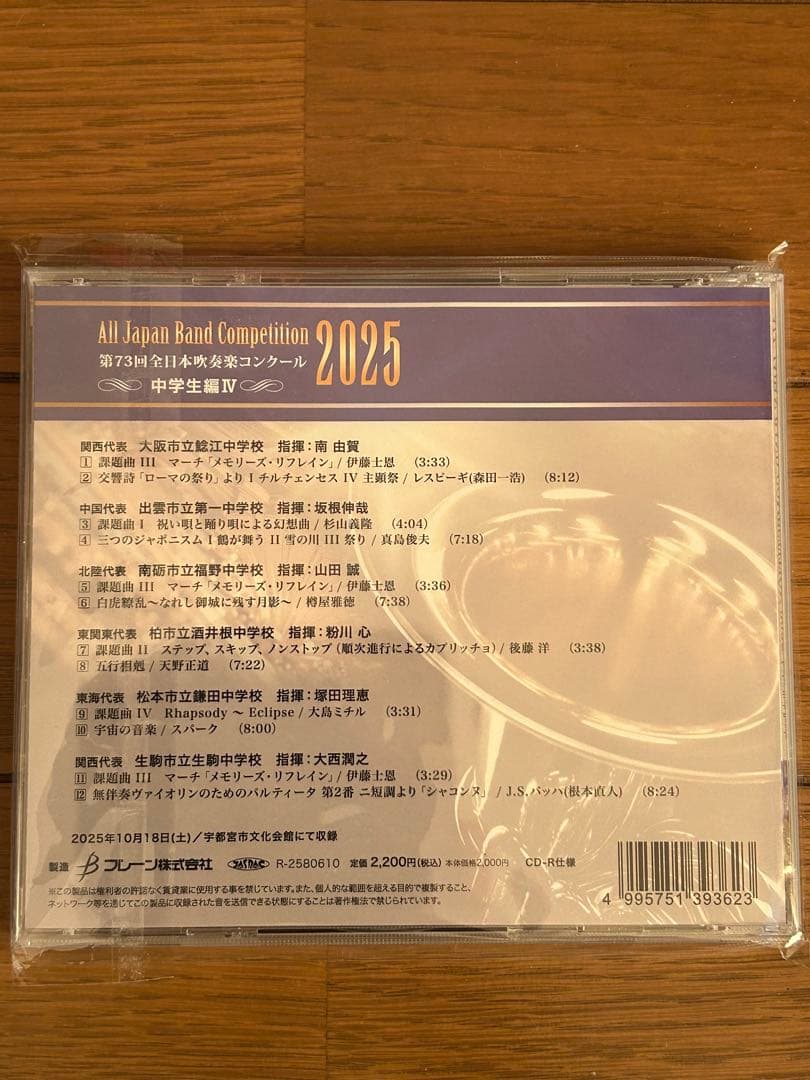 All Japan Band Competition 2025
第73回全日本吹奏楽コンクール
中学生編Ⅳ
関西代表 大阪市立鯰江中学校 指揮:南 由賀
1 課題曲 III マーチ「メモリーズ・リフレイン」/ 伊藤士恩 (3:33)
2 交響詩「ローマの祭り」より I チルチェンセス IV 主顕祭 / レスピーギ(森田一浩) (8:12)
中国代表 出雲市立第一中学校 指揮:坂根伸哉
3 課題曲 I 祝い唄と踊り唄による幻想曲 / 杉山義隆 (4:04)
4 三つのジャポニスム I 鶴が舞う II 雪の川 III 祭り / 真島俊夫 (7:18)
北陸代表 南砺市立福野中学校 指揮:山田 誠
5 課題曲 III マーチ「メモリーズ・リフレイン」/ 伊藤士恩 (3:36)
6 白虎繚乱~なれし御城に残す月影~ / 樽屋雅徳 (7:38)
東関東代表 柏市立酒井根中学校 指揮:粉川 心
7 課題曲 II ステップ、スキップ、ノンストップ(順次進行によるカプリッチョ)/ 後藤 洋 (3:38)
8 五行相剋 / 天野正道 (7:22)
東海代表 松本市立鎌田中学校 指揮:塚田理恵
9 課題曲 IV Rhapsody ~ Eclipse / 大島ミチル (3:31)
10 宇宙の音楽 / スパーク (8:00)
関西代表 生駒市立生駒中学校 指揮:大西潤之
11 課題曲 III マーチ「メモリーズ・リフレイン」/ 伊藤士恩 (3:29)
12 無伴奏ヴァイオリンのためのパルティータ 第2番 ニ短調より「シャコンヌ」 / J.S.バッハ(根本直人) (8:24)
2025年10月18日(土)/宇都宮市文化会館にて収録
製造 ブレーン株式会社 JASRAC R-2580610 定価 2,200円(税込) 本体価格2,000円 CD-R仕様
※この製品は権利者の許諾なく賃貸業に使用する事を禁じています。また、個人的な範囲を超える目的で複製すること、
ネットワーク等を通じてこの製品に収録された音を送信できる状態にすることは著作権法で禁じられています。
4 995751 393623